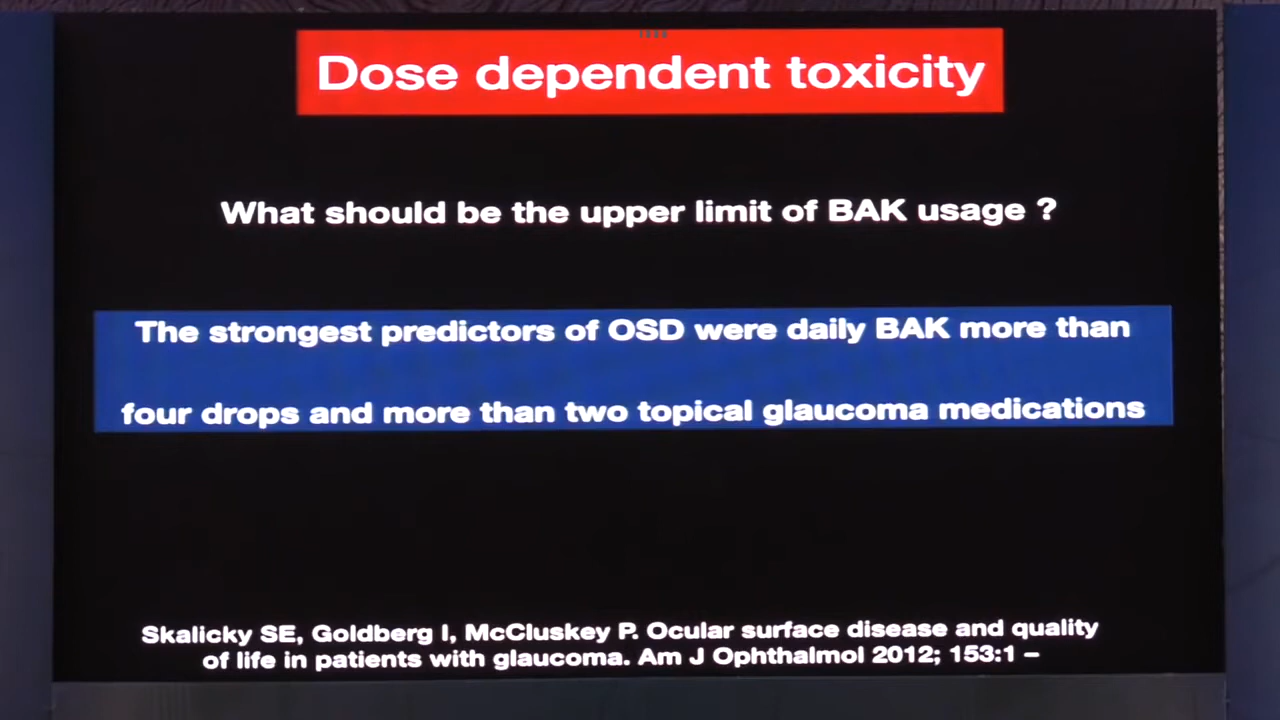 Dose dependent toxicity
What should be the upper limit of BAK usage ?
The strongest predictors of OSD were daily BAK more than
four drops and more than two topical glaucoma medications
Skalicky SE, Goldberg I, McCluskey P. Ocular surface disease and quality
of life in patients with glaucoma. Am J Ophthalmol 2012; 153:1 –